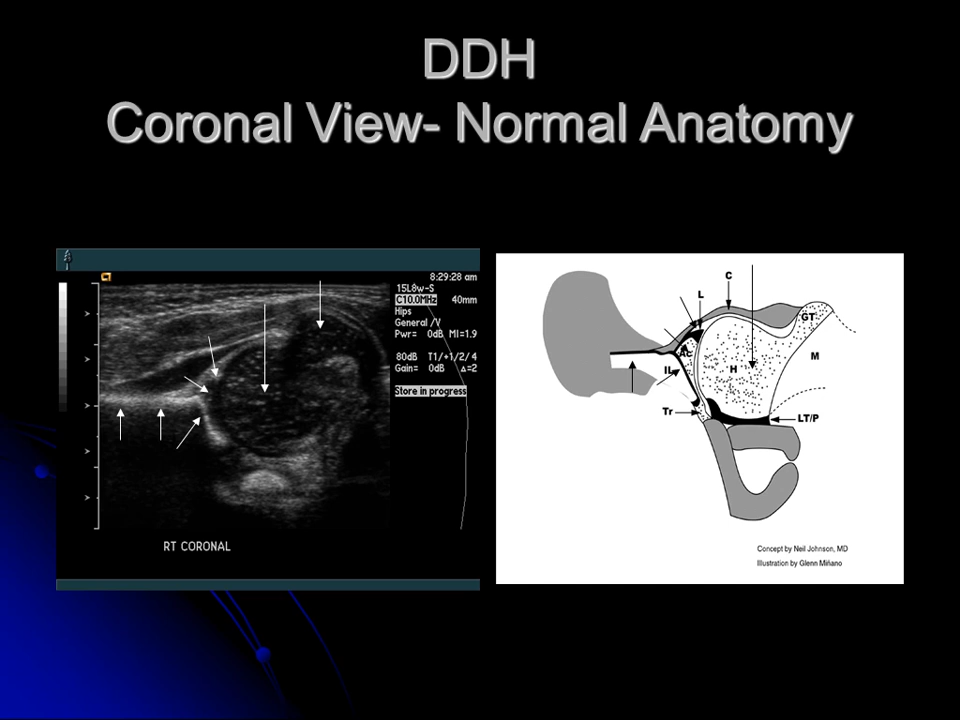 DDH
Coronal View- Normal Anatomy
8:29:28 am
15L8w-S
C10.0MHz 40mm
Hips
General /V
Pwr= 0dB MI=1.9
80dB T1/+1/2/4
Gain= 0dB Δ=2
Store in progress
RT CORONAL
C
L
GT
AC
M
H
IL
Tr
LT/P
Concept by Neil Johnson, MD
Illustration by Glenn Miñano